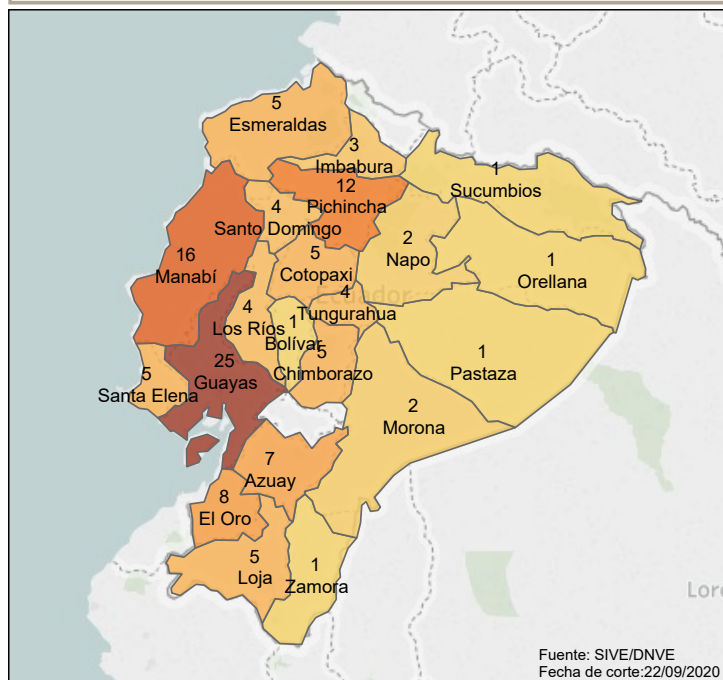 5
Esmeraldas
3
Imbabura
1
Sucumbios
12
Pichincha
4
Santo Domingo
2
Napo
16
Manabí
5
Cotopaxi
1
Orellana
Ecuador
4
Tungurahua
4
Los Ríos
1
Bolívar
5
Chimborazo
1
Pastaza
25
Guayas
5
Santa Elena
2
Morona
7
Azuay
8
El Oro
5
Loja
1
Zamora
Lore
Fuente: SIVE/DNVE
Fecha de corte:22/09/2020